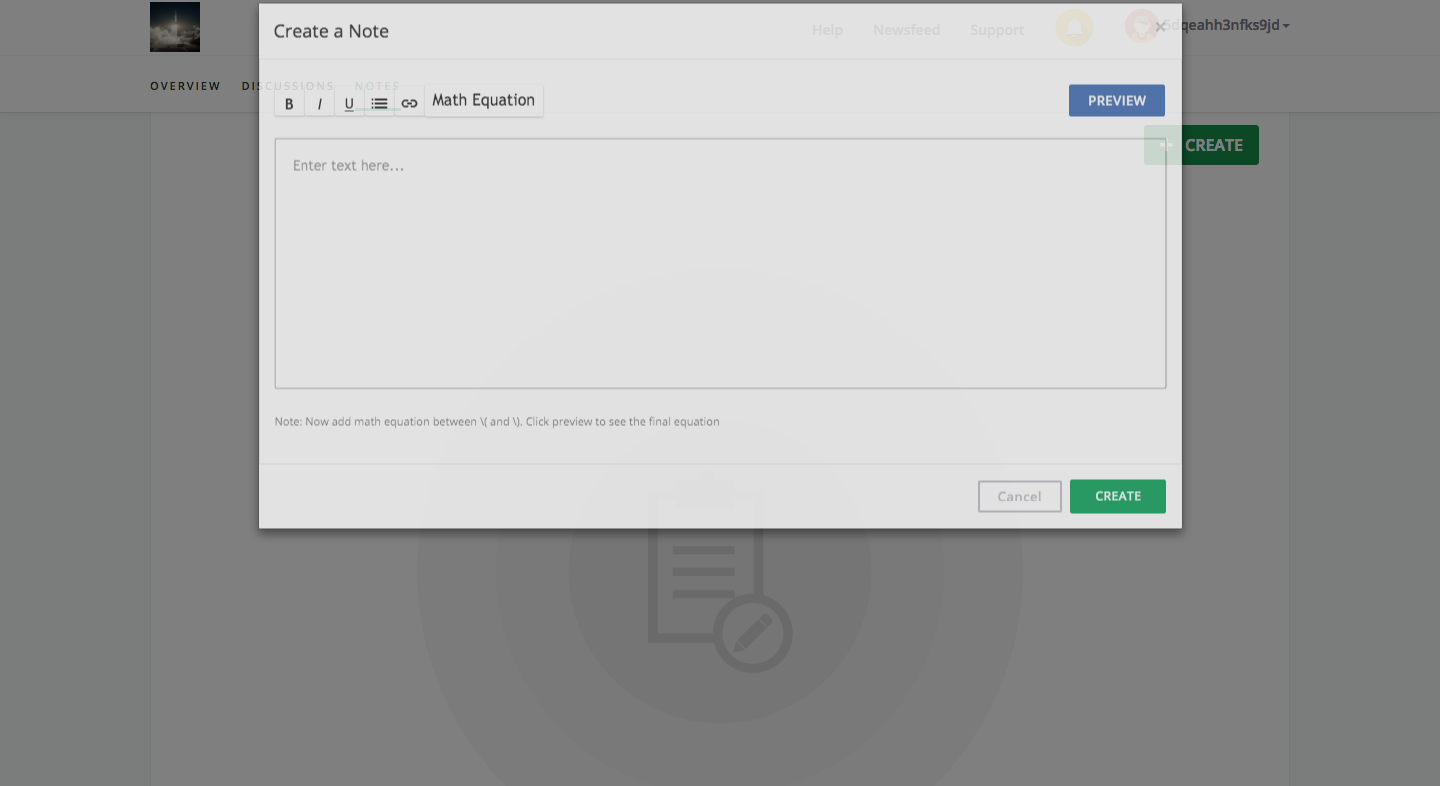 Create a Note
Help Newsfeed Support × 5dqeahh3nfks9jd
OVERVIEW DISCUSSIONS NOTES
B I U Math Equation PREVIEW
+ CREATE
Enter text here...
Note: Now add math equation between \( and \). Click preview to see the final equation
Cancel CREATE